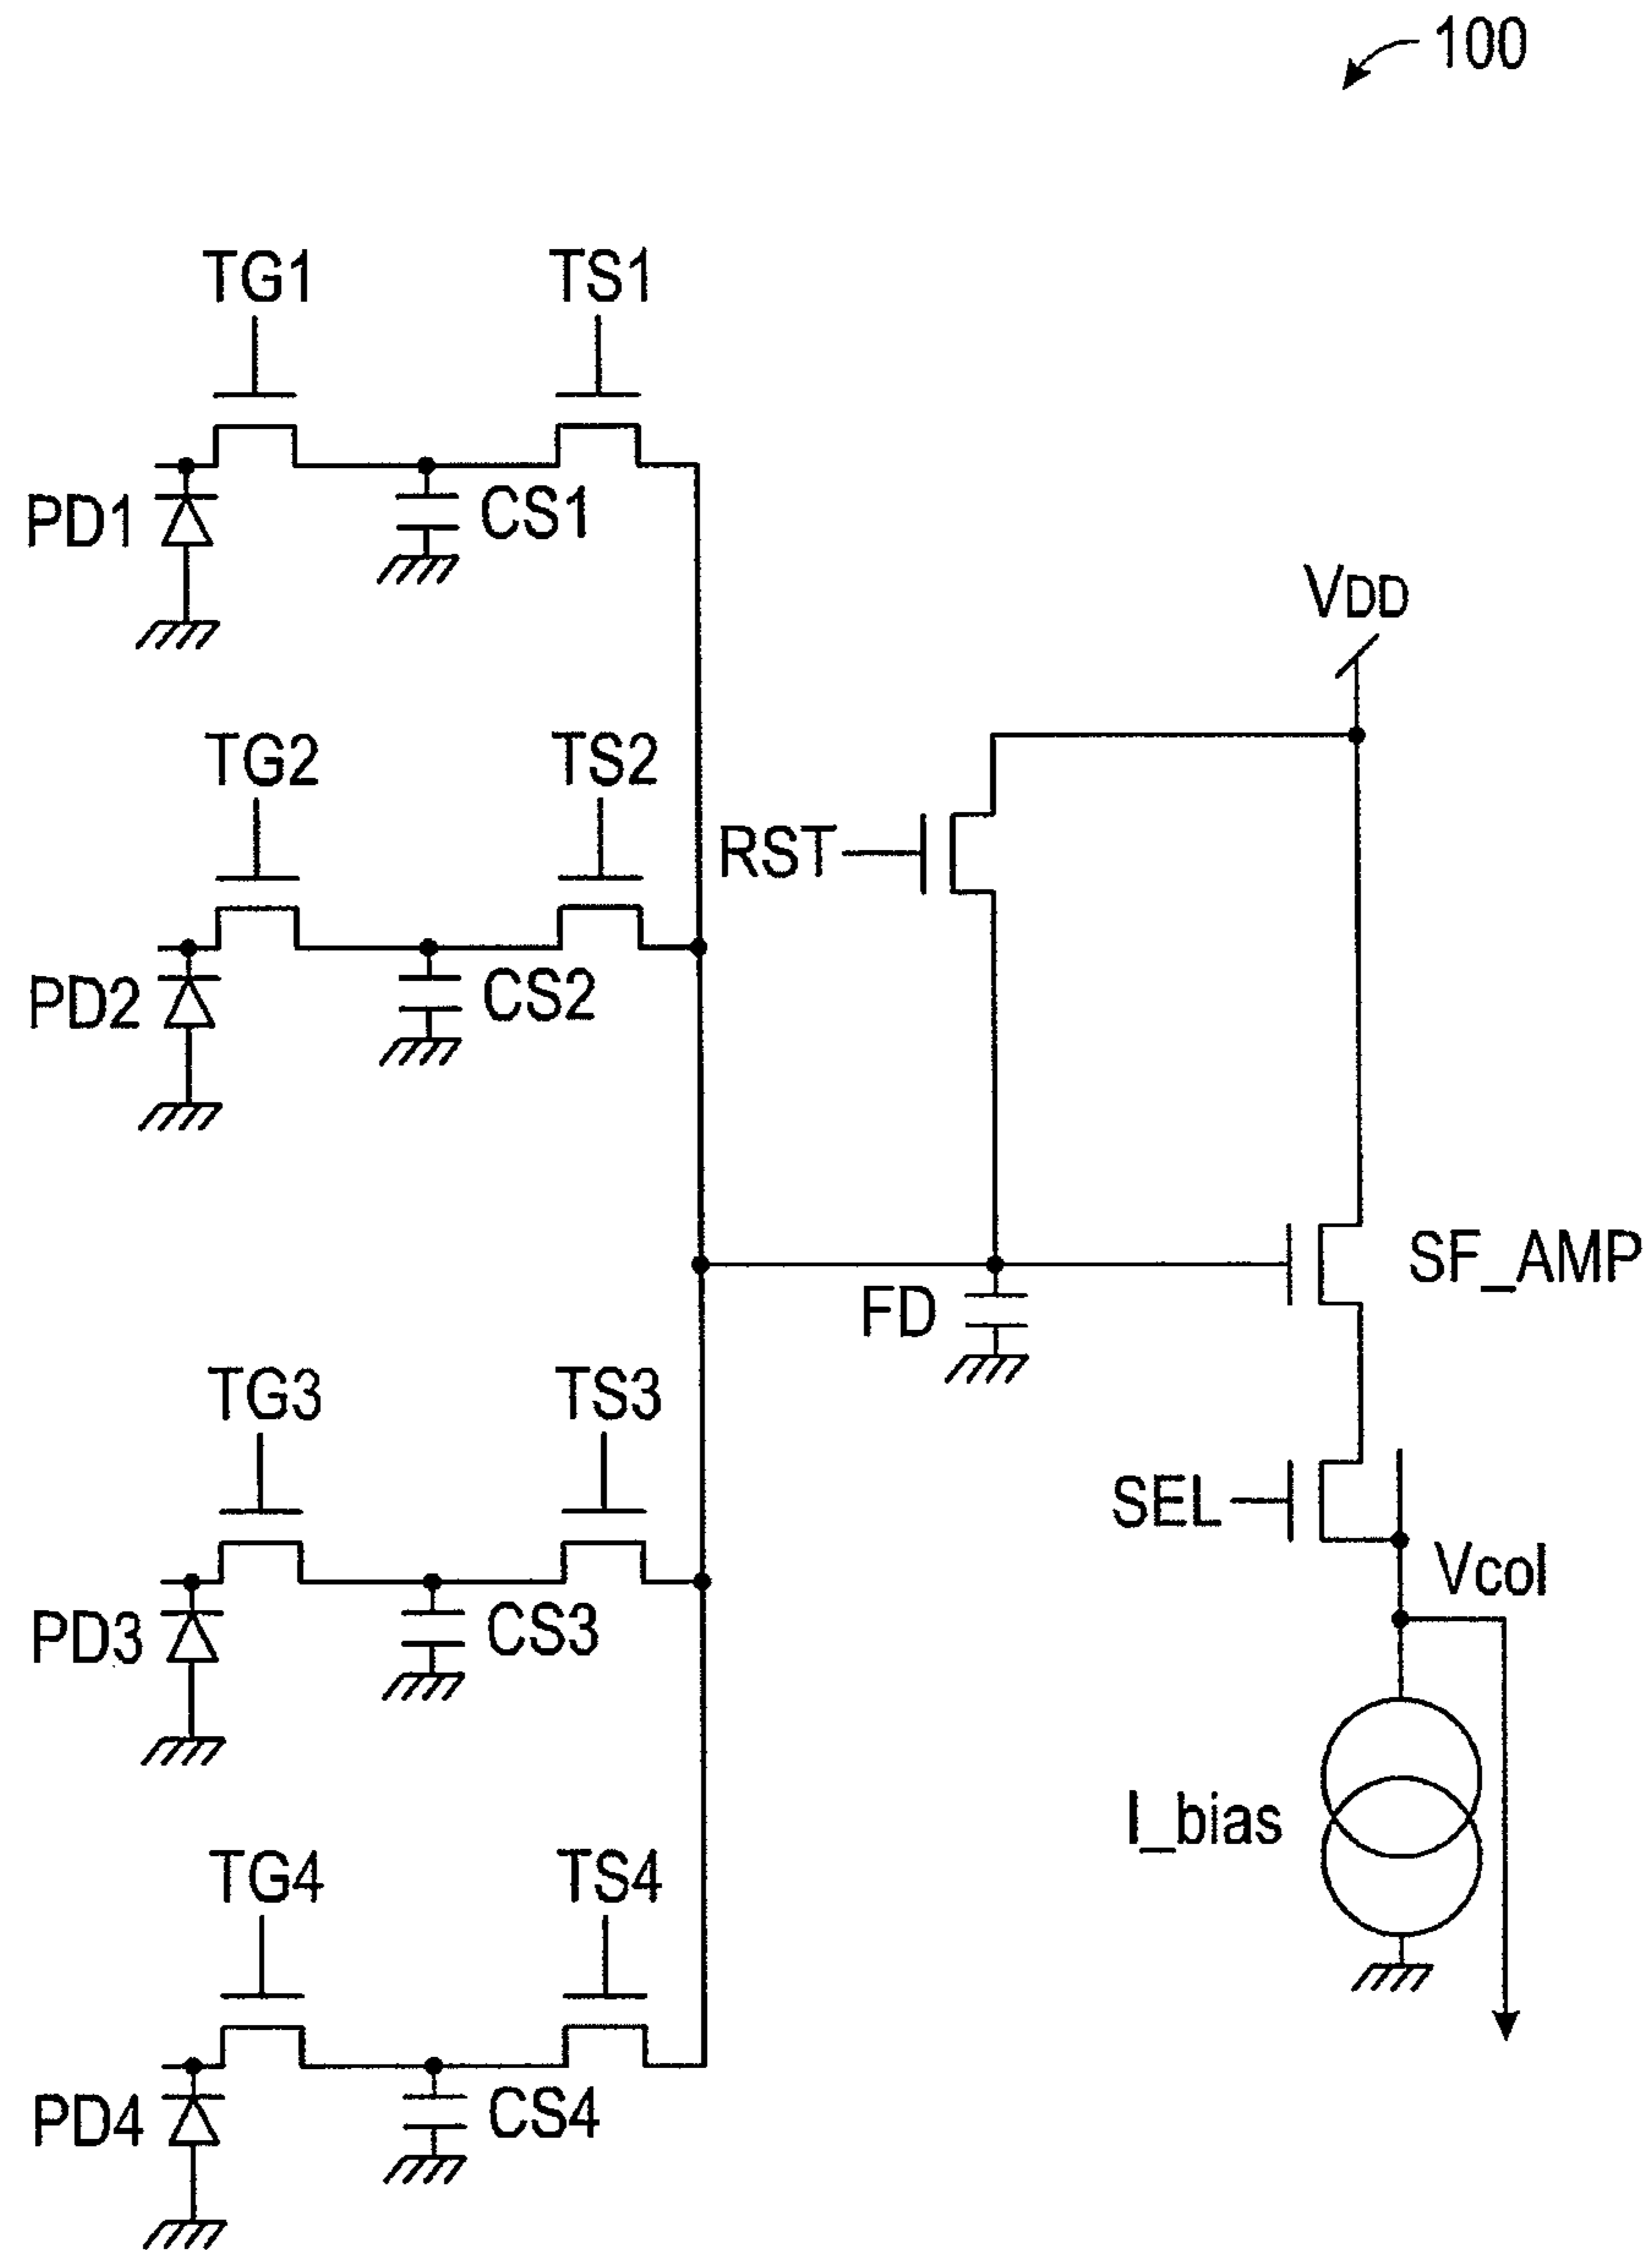 100
TG1 TS1
PD1 CS1
VDD
TG2 TS2
RST
PD2 CS2
SF_AMP
FD
TG3 TS3
SEL
Vcol
PD3 CS3
I_bias
TG4 TS4
PD4 CS4